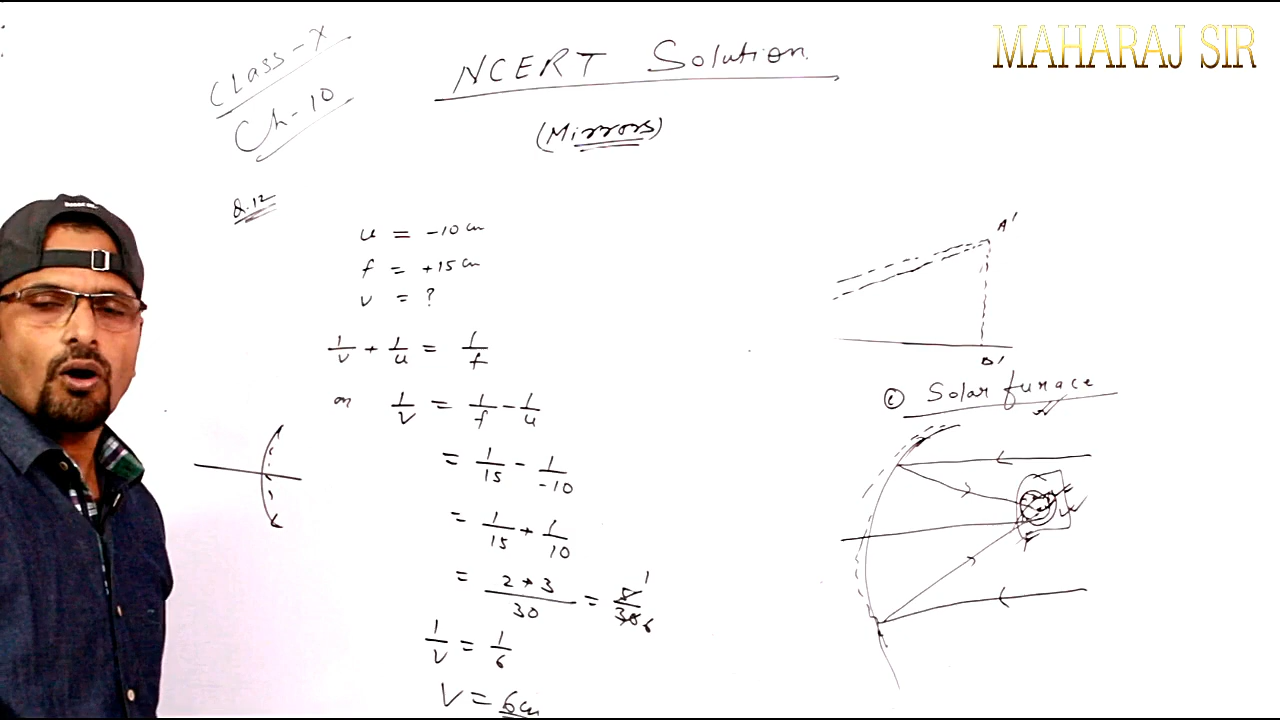 MAHARAJ SIR
CLASS-X
Ch-10
NCERT Solution.
(Mirrors)
Q.12
u = -10 cm
f = +15 cm
v = ?
1/v + 1/u = 1/f
or 1/v = 1/f - 1/u
= 1/15 - 1/-10
= 1/15 + 1/10
= 2+3/30 = 5/30 1 6
1/v = 1/6
V = 6cm
A'
B'
c Solar furnace